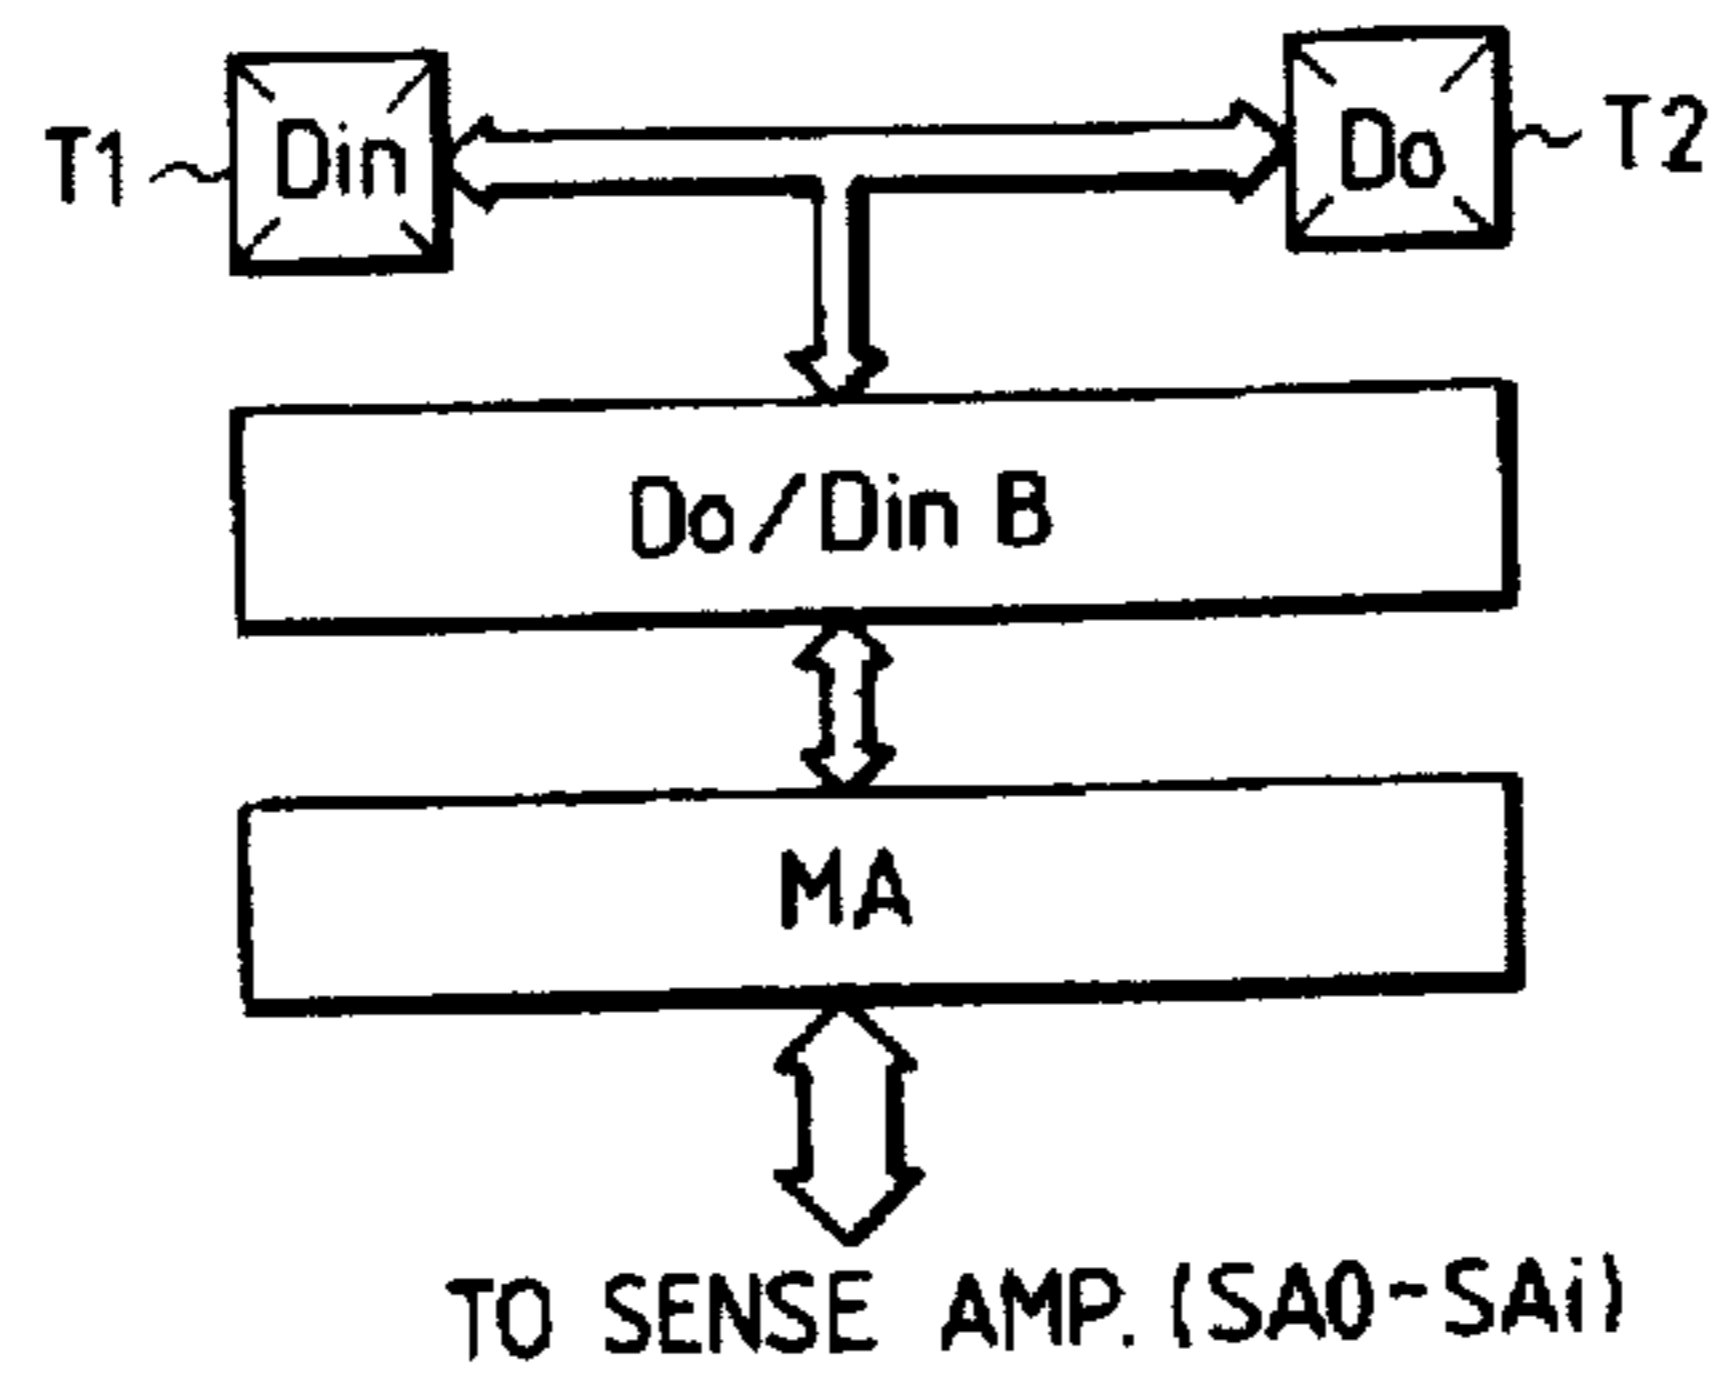 T1 Din Do T2
Do/Din B
MA
TO SENSE AMP. (SA0-SAi)